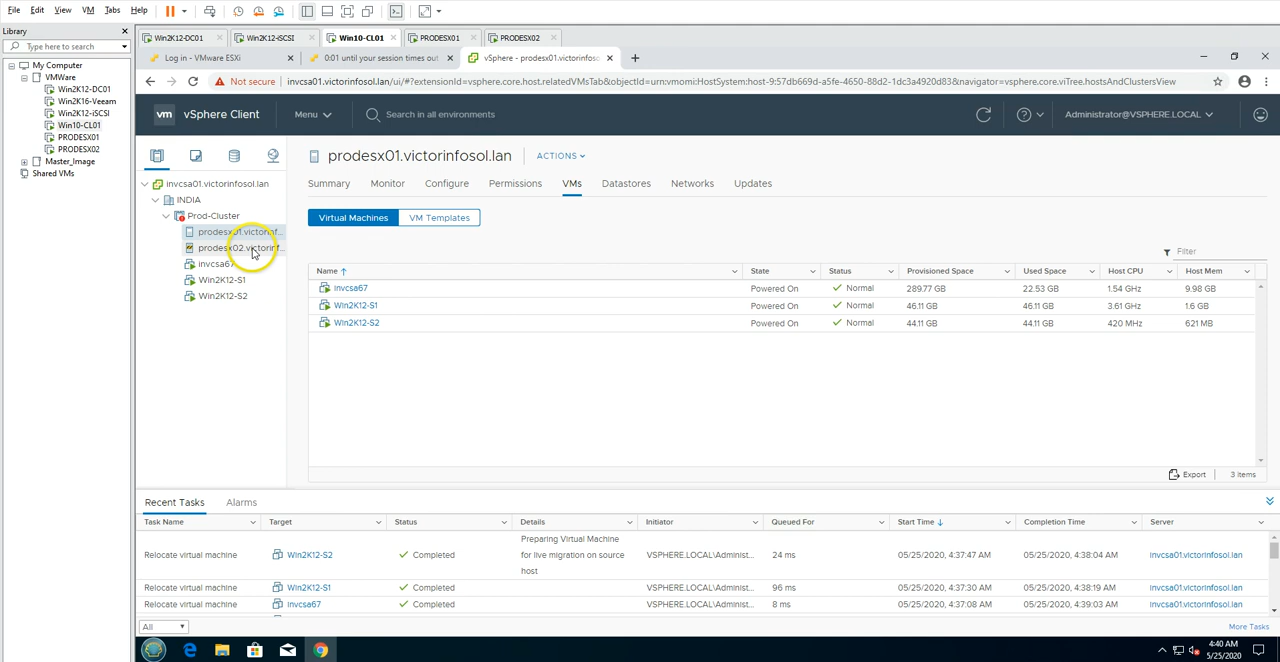 File Edit View VM Tabs Help
Library
Type here to search
My Computer
VMWare
Win2K12-DC01
Win2K16-Veeam
Win2K12-iSCSI
Win10-CL01
PRODESX01
PRODESX02
Master_Image
Shared VMs
Win2K12-DC01 Win2K12-iSCSI Win10-CL01 PRODESX01 PRODESX02
Log in - VMware ESXi 0:01 until your session times out vSphere - prodesx01.victorinfosol.
Not secure invcsa01.victorinfosol.lan/ui/#?extensionId=vsphere.core.host.relatedVMsTab&objectId=urn:vmomi:HostSystem:host-9:57db669d-a5fe-4650-88d2-1dc3a4920d83&navigator=vsphere.core.viTree.hostsAndClustersView
vm vSphere Client Menu Search in all environments Administrator@VSPHERE.LOCAL
invcsa01.victorinfosol.lan
INDIA
Prod-Cluster
prodesx01.victorinf...
prodesx02.victorinf...
invcsa67
Win2K12-S1
Win2K12-S2
prodesx01.victorinfosol.lan ACTIONS
Summary Monitor Configure Permissions VMs Datastores Networks Updates
Virtual Machines VM Templates
Filter
Name State Status Provisioned Space Used Space Host CPU Host Mem
invcsa67 Powered On Normal 289.77 GB 22.53 GB 1.54 GHz 9.98 GB
Win2K12-S1 Powered On Normal 46.11 GB 46.11 GB 3.61 GHz 1.6 GB
Win2K12-S2 Powered On Normal 44.11 GB 44.11 GB 420 MHz 621 MB
Export 3 items
Recent Tasks Alarms
Task Name Target Status Details Initiator Queued For Start Time Completion Time Server
Relocate virtual machine Win2K12-S2 Completed Preparing Virtual Machine for live migration on source host VSPHERE.LOCAL\Administ... 24 ms 05/25/2020, 4:37:47 AM 05/25/2020, 4:38:04 AM invcsa01.victorinfosol.lan
Relocate virtual machine Win2K12-S1 Completed VSPHERE.LOCAL\Administ... 96 ms 05/25/2020, 4:37:30 AM 05/25/2020, 4:38:19 AM invcsa01.victorinfosol.lan
Relocate virtual machine invcsa67 Completed VSPHERE.LOCAL\Administ... 8 ms 05/25/2020, 4:37:08 AM 05/25/2020, 4:39:03 AM invcsa01.victorinfosol.lan
All
More Tasks
4:40 AM
5/25/2020